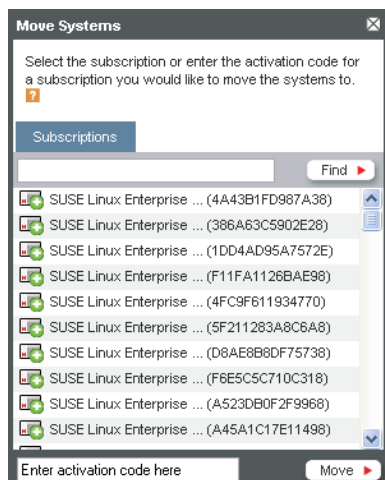 Move Systems
Select the subscription or enter the activation code for
a subscription you would like to move the systems to.
?
Subscriptions
Find
SUSE Linux Enterprise ... (4A43B1FD987A38)
SUSE Linux Enterprise ... (386A63C5902E28)
SUSE Linux Enterprise ... (1DD4AD95A7572E)
SUSE Linux Enterprise ... (F11FA1126BAE98)
SUSE Linux Enterprise ... (4FC9F611934770)
SUSE Linux Enterprise ... (5F211283A8C6A8)
SUSE Linux Enterprise ... (D8AE8B8DF75738)
SUSE Linux Enterprise ... (F6E5C5C710C318)
SUSE Linux Enterprise ... (A523DB0F2F9968)
SUSE Linux Enterprise ... (A45A1C17E11498)
Enter activation code here
Move